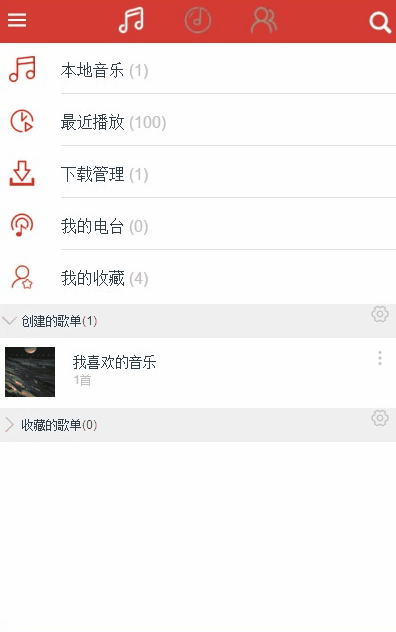 本地音乐 (1)
最近播放 (100)
下载管理 (1)
我的电台 (0)
我的收藏 (4)
创建的歌单(1)
我喜欢的音乐
1首
收藏的歌单(0)